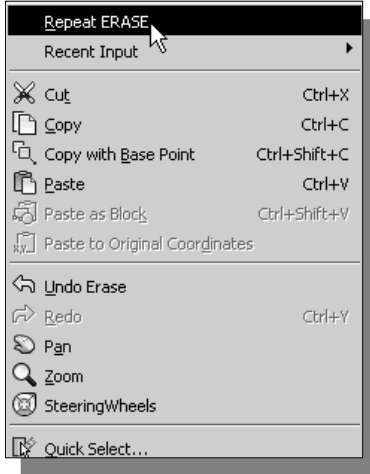 Repeat ERASE
Recent Input
Cut Ctrl+X
Copy Ctrl+C
Copy with Base Point Ctrl+Shift+C
Paste Ctrl+V
Paste as Block Ctrl+Shift+V
Paste to Original Coordinates
Undo Erase
Redo Ctrl+Y
Pan
Zoom
SteeringWheels
Quick Select...